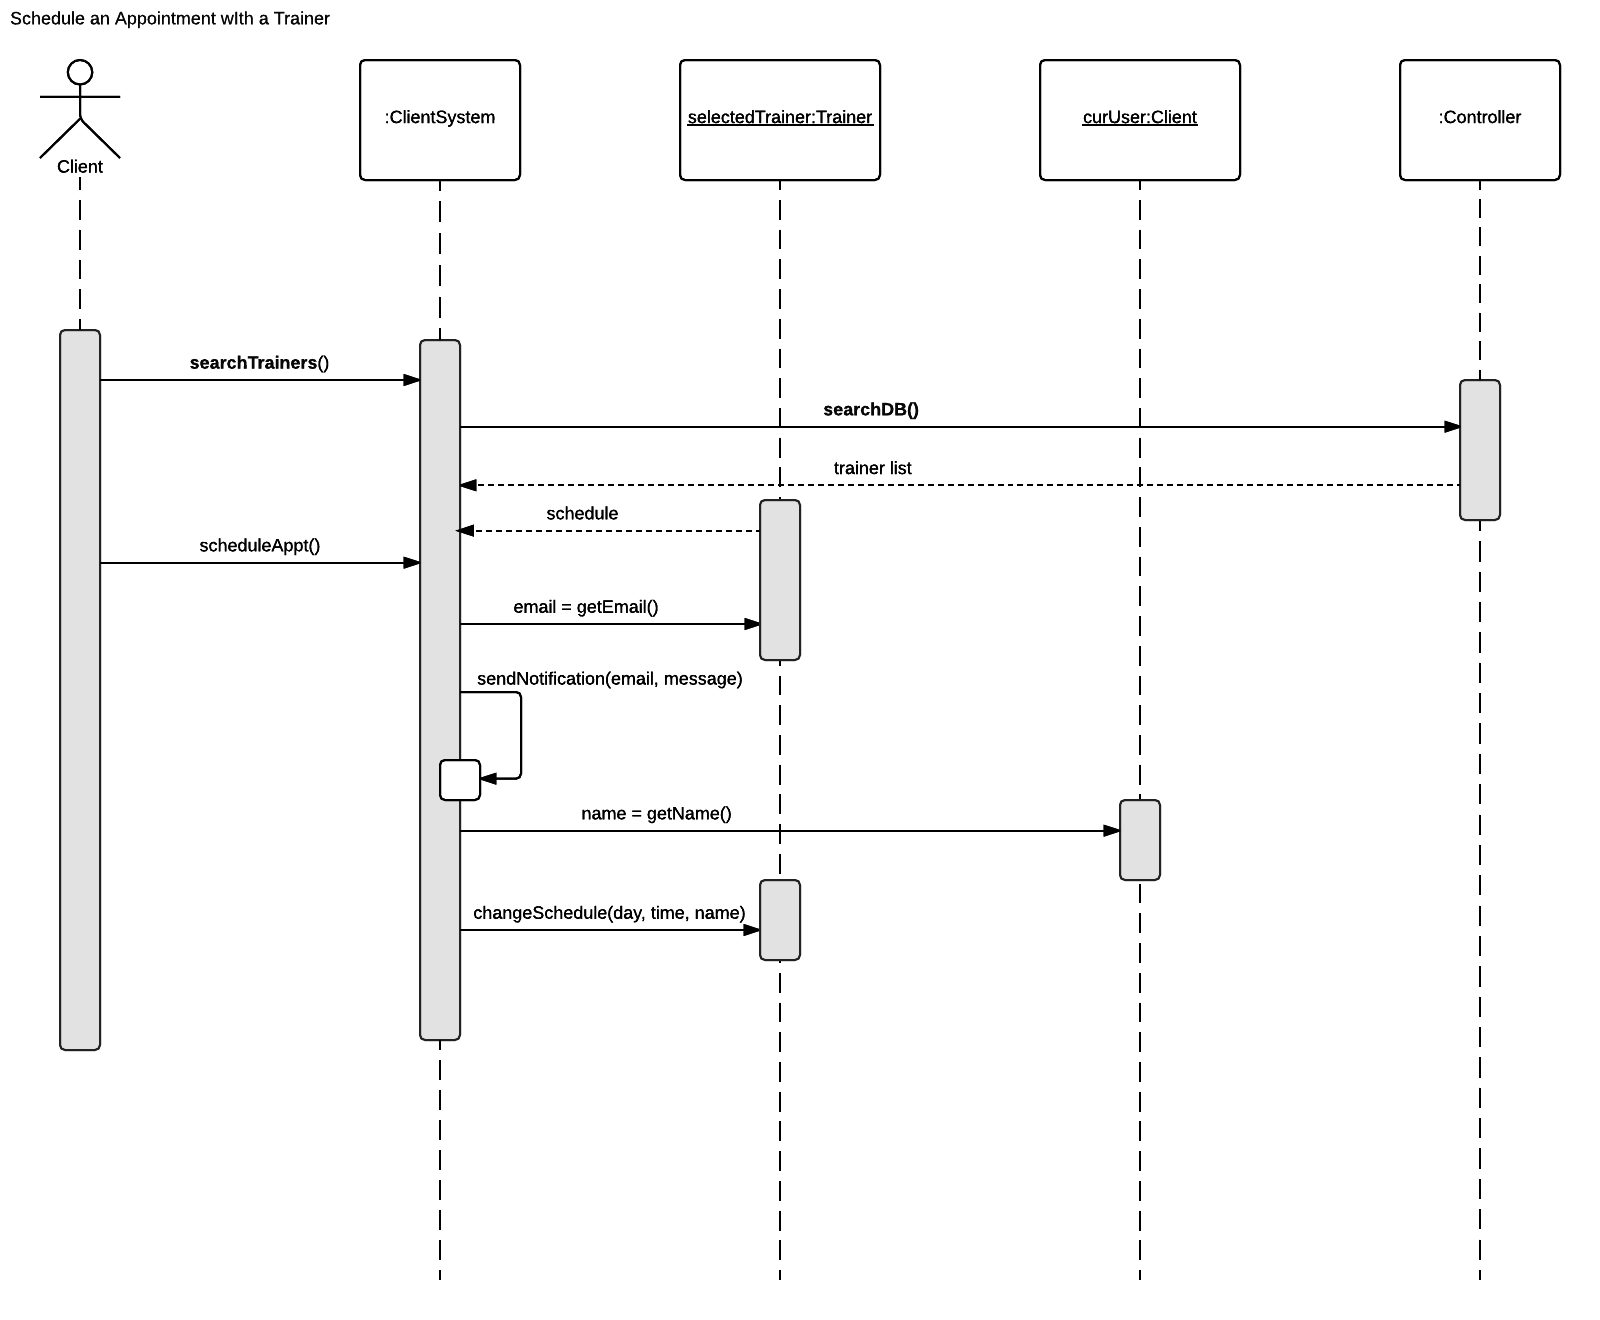 Schedule an Appointment wIth a Trainer
Client
:ClientSystem
selectedTrainer:Trainer
curUser:Client
:Controller
searchTrainers()
searchDB()
trainer list
schedule
scheduleAppt()
email = getEmail()
sendNotification(email, message)
name = getName()
changeSchedule(day, time, name)